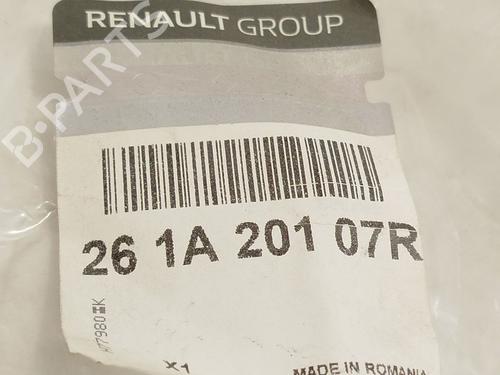 RENAULT GROUP
B-PARTS
26 1A 201 07R
X1
MADE IN ROMANIA